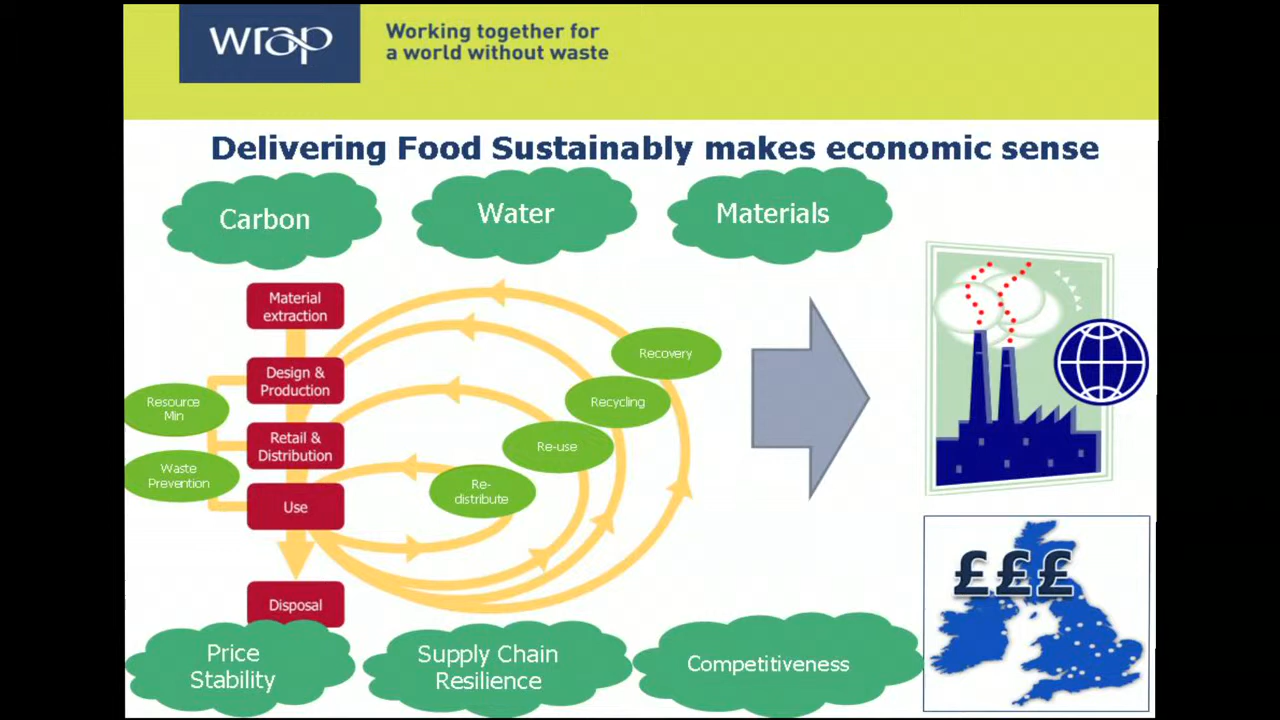 wrap
Working together for
a world without waste
Delivering Food Sustainably makes economic sense
Carbon
Water
Materials
Material
extraction
Design &
Production
Retail &
Distribution
Use
Disposal
Resource
Min
Waste
Prevention
Recovery
Recycling
Re-use
Re-
distribute
£££
Price
Stability
Supply Chain
Resilience
Competitiveness